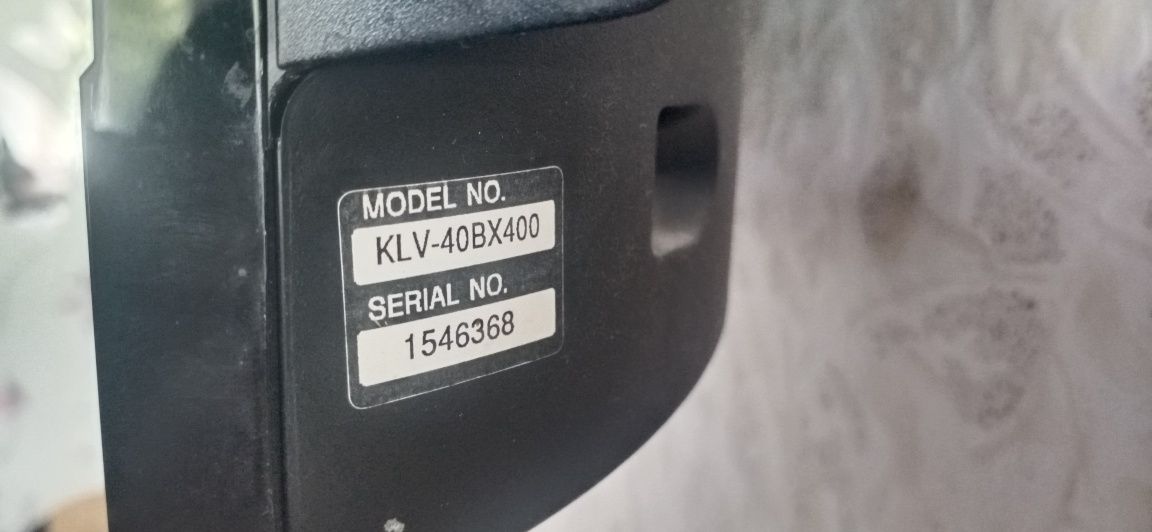 MODEL NO.
KLV-40BX400
SERIAL NO.
1546368